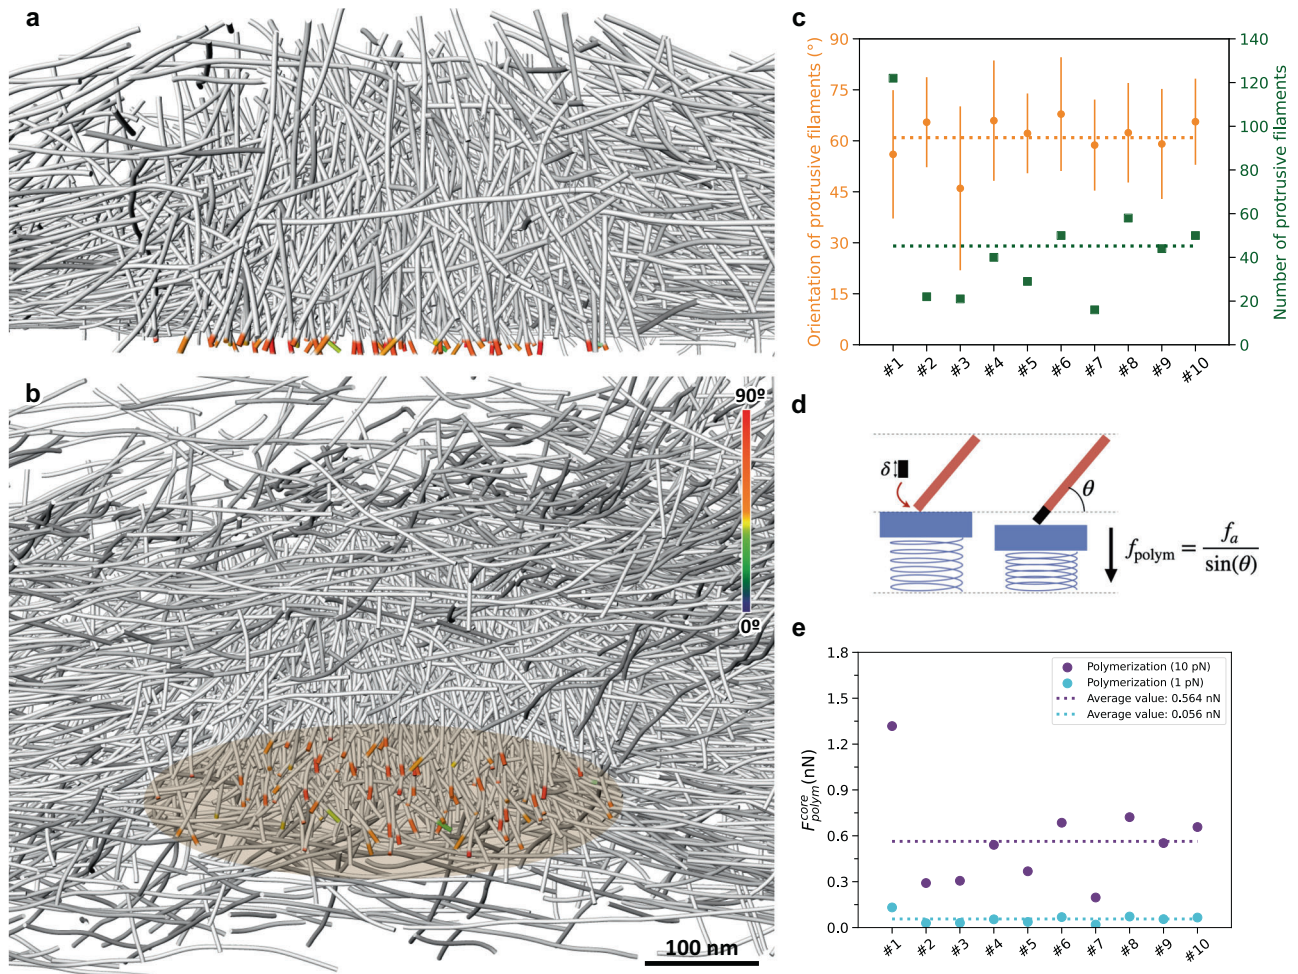 a
b
90º
0º
100 nm
c
Orientation of protrusive filaments (°)
90
75
60
45
30
15
0
140
120
100
80
60
40
20
0
Number of protrusive filaments
#1 #2 #3 #4 #5 #6 #7 #8 #9 #10
d
δ
θ
f_polym = f_a / sin(θ)
e
F^core_polym (nN)
1.8
1.5
1.2
0.9
0.6
0.3
0.0
Polymerization (10 pN)
Polymerization (1 pN)
Average value: 0.564 nN
Average value: 0.056 nN
#1 #2 #3 #4 #5 #6 #7 #8 #9 #10